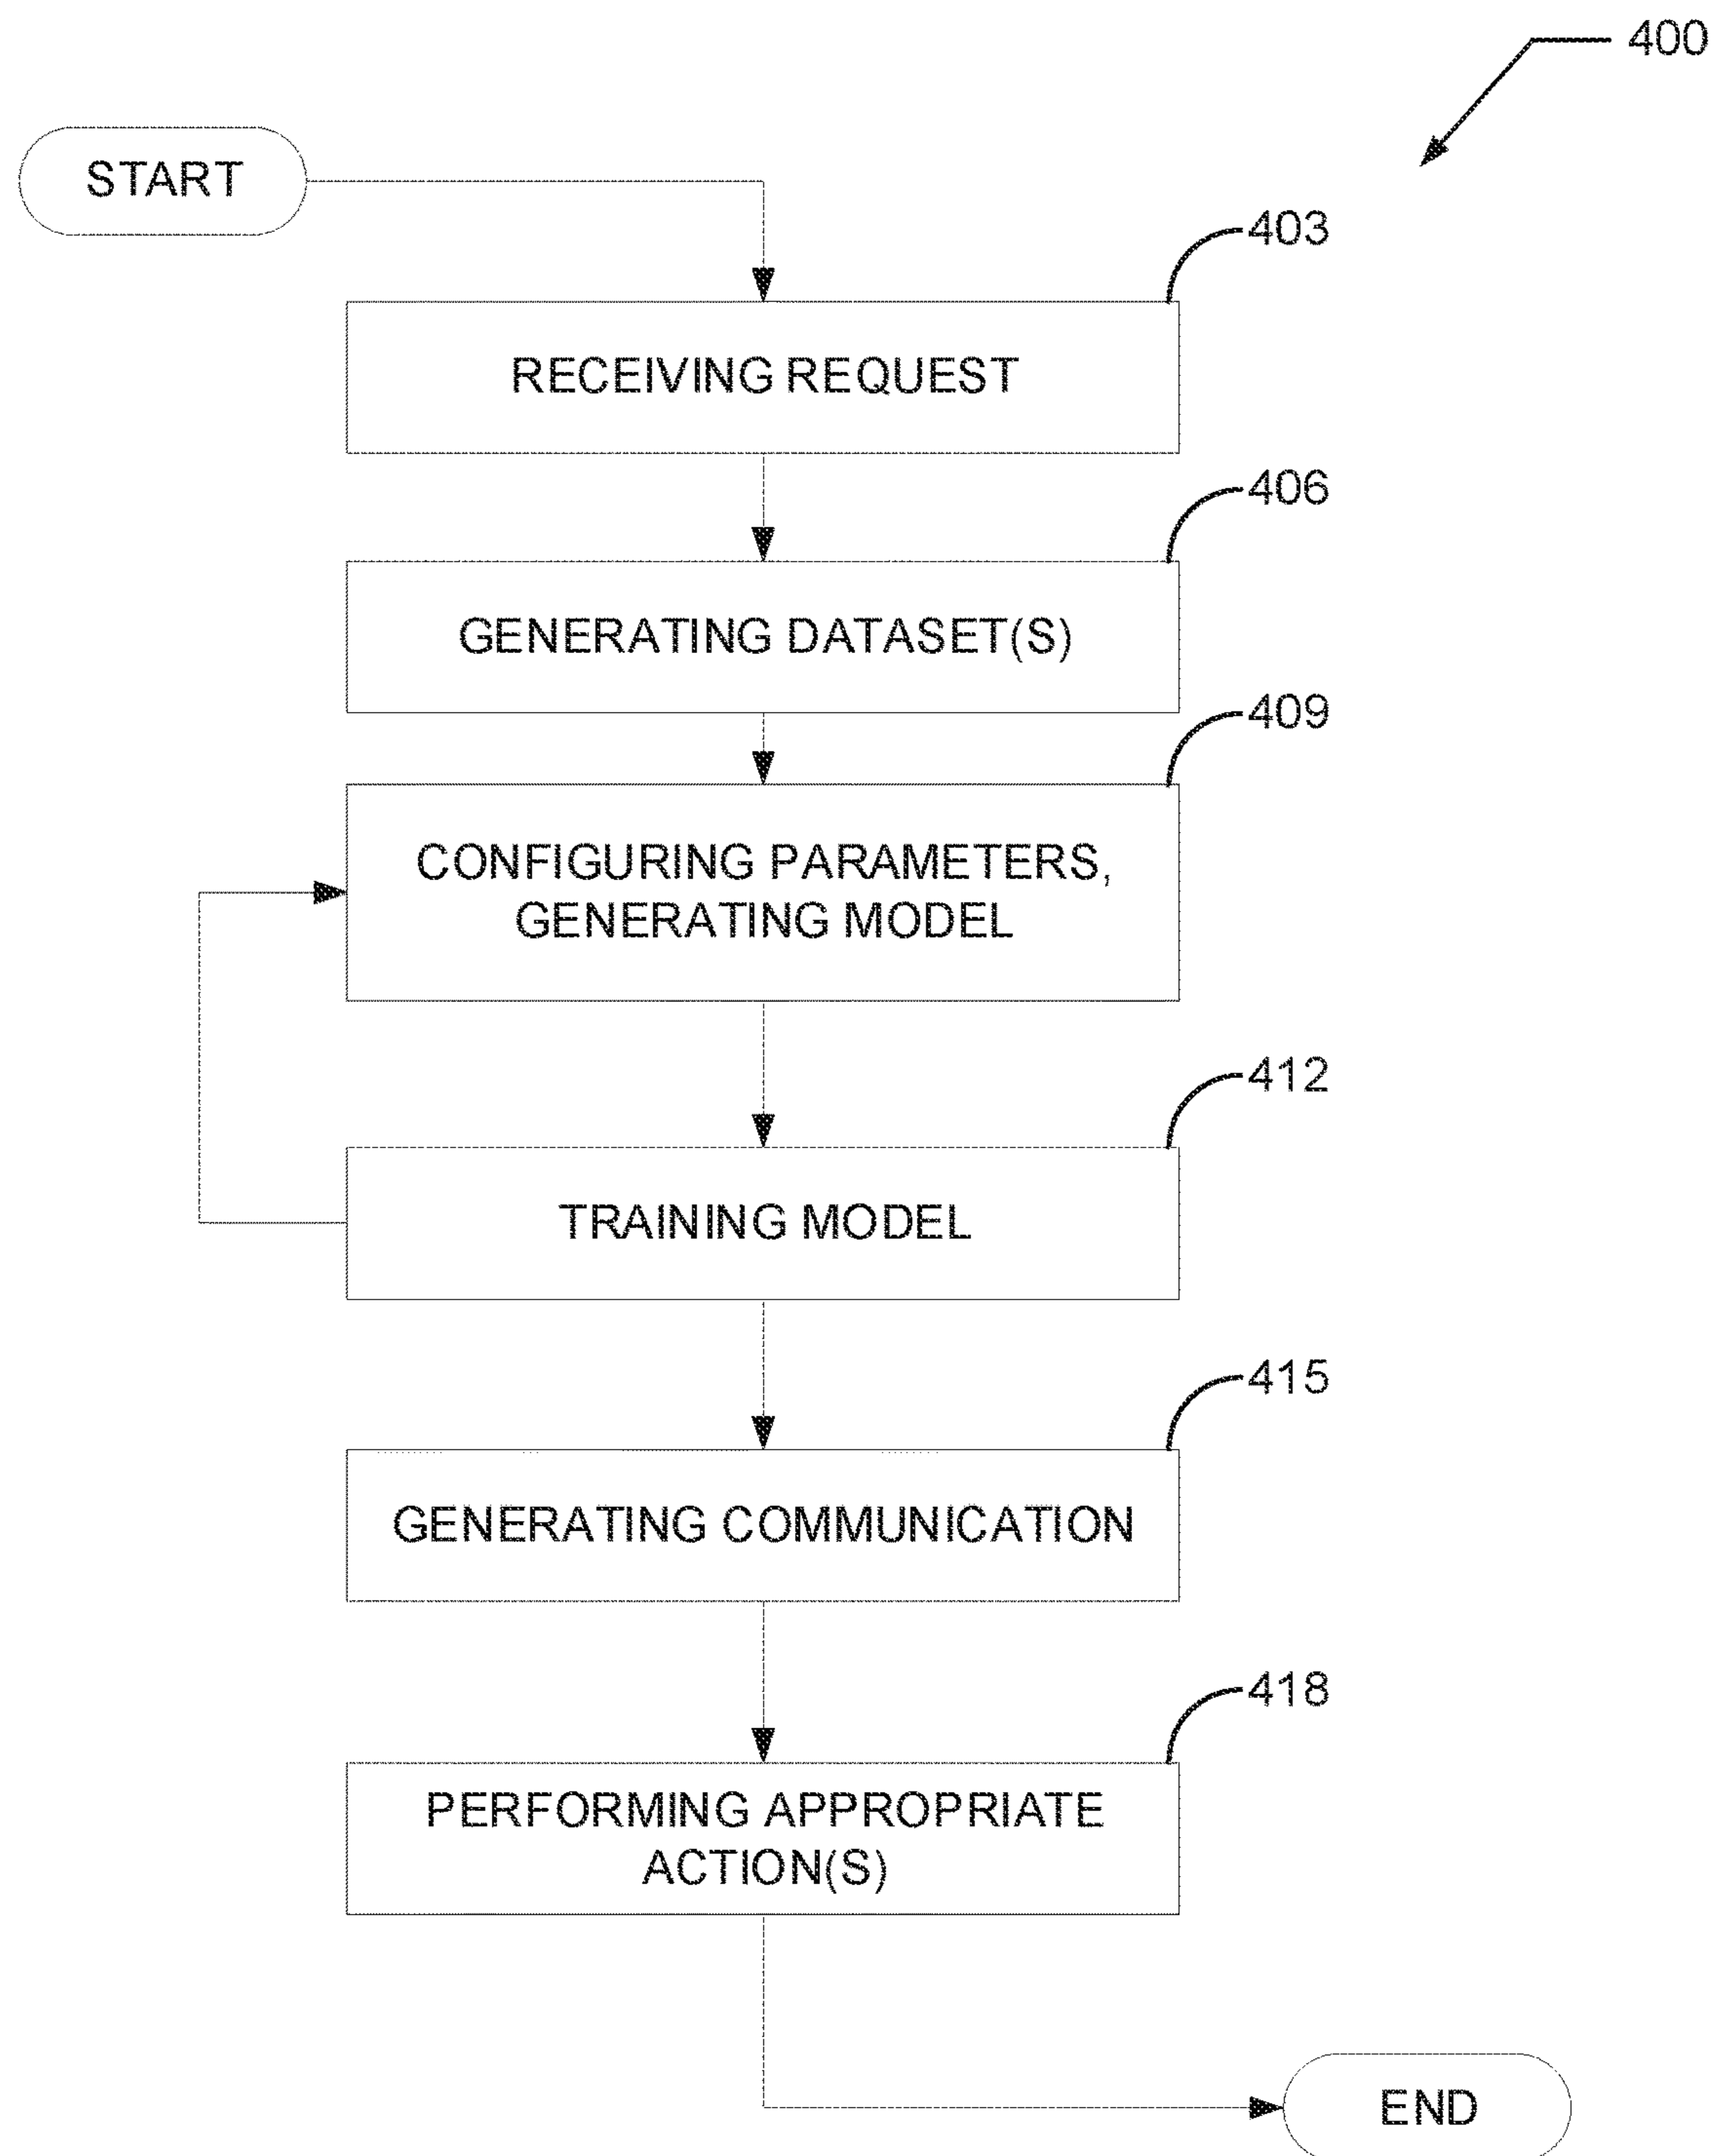 400
START
403
RECEIVING REQUEST
406
GENERATING DATASET(S)
409
CONFIGURING PARAMETERS,
GENERATING MODEL
412
TRAINING MODEL
415
GENERATING COMMUNICATION
418
PERFORMING APPROPRIATE
ACTION(S)
END